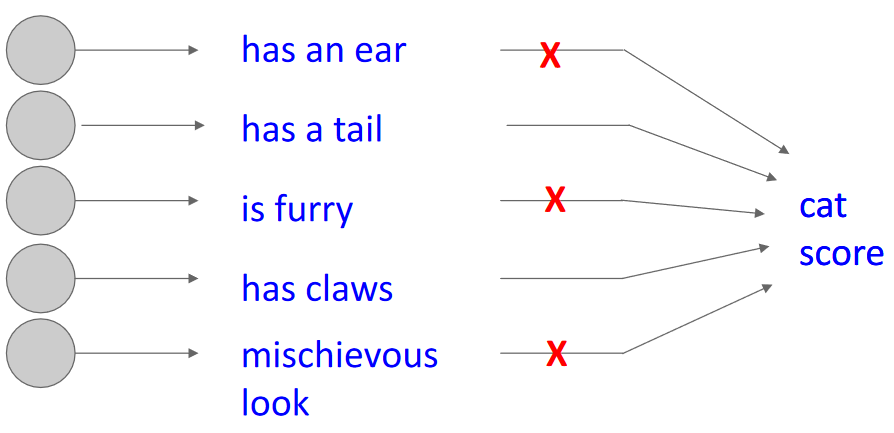 has an ear
X
has a tail
is furry
X
cat
score
has claws
mischievous
look
X